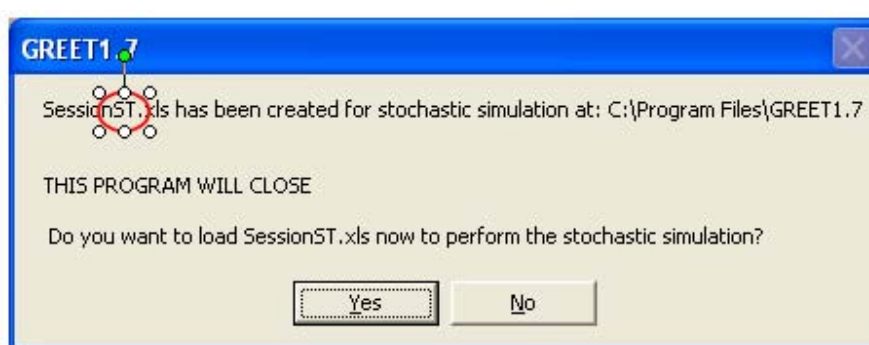 GREET1.7
SessionST.xls has been created for stochastic simulation at: C:\Program Files\GREET1.7
THIS PROGRAM WILL CLOSE
Do you want to load SessionST.xls now to perform the stochastic simulation?
Yes
No